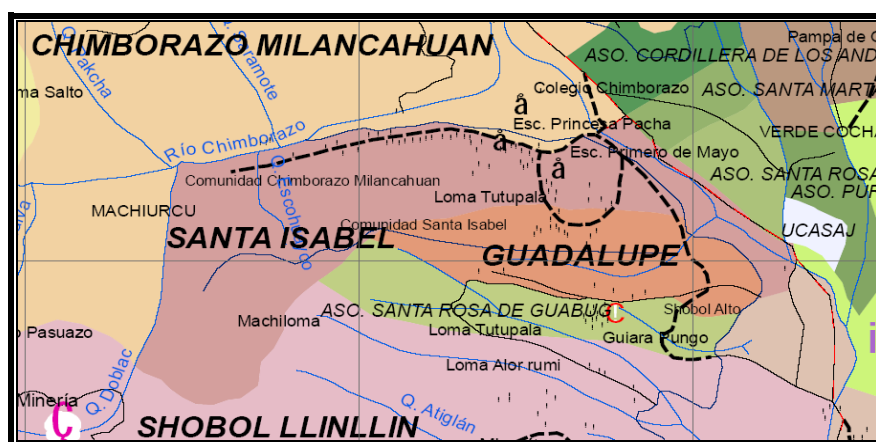 CHIMBORAZO MILANCAHUAN
Pampa de
ASO. CORDILLERA DE LOS AND
ma Salto
Colegio Chimborazo
ASO. SANTA MART
Esc. Princesa Pacha
Río Chimborazo
VERDE COCHA
Esc. Primero de Mayo
Comunidad Chimborazo Milancahuan
ASO. SANTA ROSA
ASO. PUR
Loma Tutupala
MACHIURCU
Comunidad Santa Isabel
UCASAJ
SANTA ISABEL
GUADALUPE
ASO. SANTA ROSA DE GUABUG
Shobol Alto
Machiloma
Loma Tutupala
Guiara Pungo
o Pasuazo
Loma Alor rumi
Q. Doblac
Minería
Q. Atiglán
SHOBOL LLINLLIN